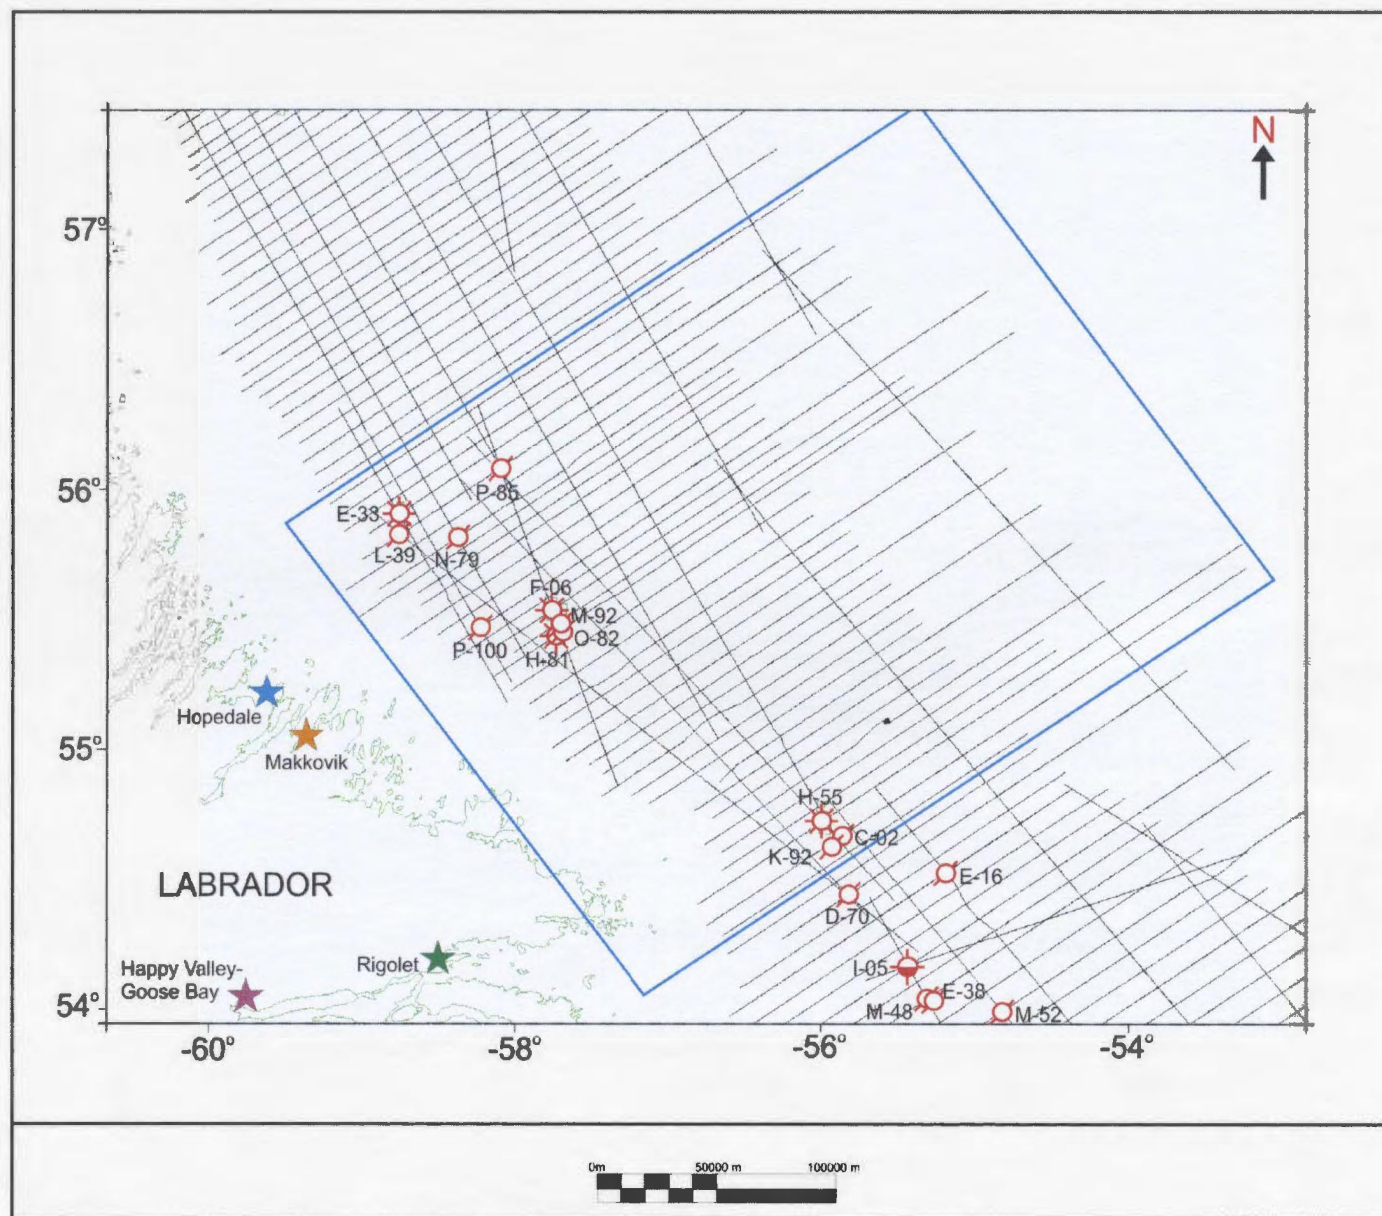 N
57°
56°
55°
54°
-60°
-58°
-56°
-54°
P-85
E-33
L-39
N-79
F-06
M-92
O-82
P-100
H-81
Hopedale
Makkovik
H-55
C-02
K-92
E-16
D-70
LABRADOR
Rigolet
Happy Valley-
Goose Bay
I-05
E-38
M-48
M-52
0m 50000 m 100000 m